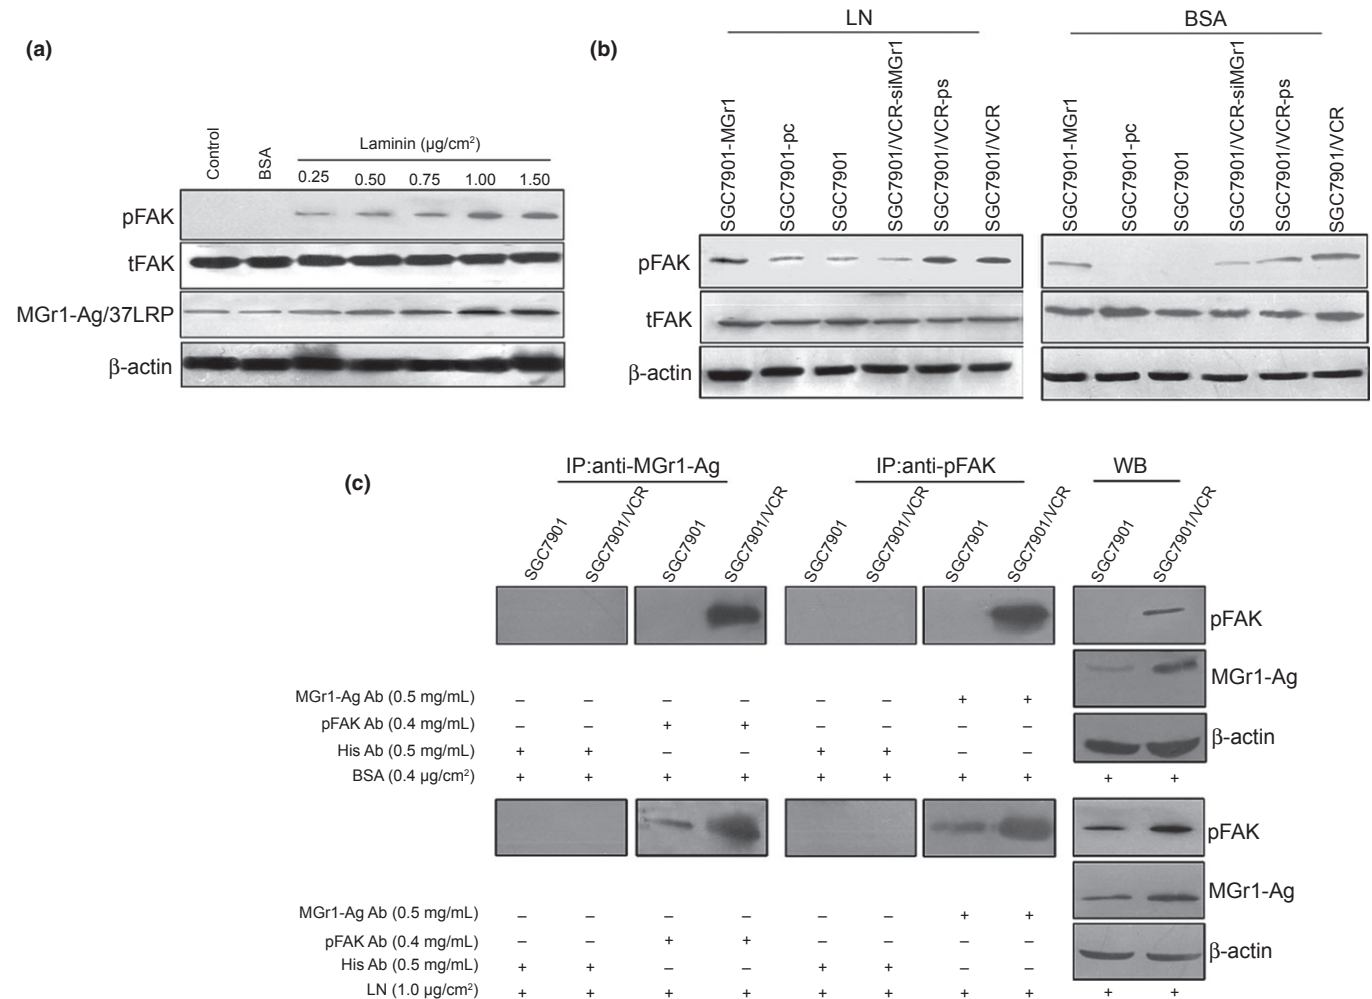 (a)
Control
BSA
Laminin (µg/cm²)
0.25 0.50 0.75 1.00 1.50
pFAK
tFAK
MGr1-Ag/37LRP
β-actin
(b)
LN
BSA
SGC7901-MGr1
SGC7901-pc
SGC7901
SGC7901/VCR-siMGr1
SGC7901/VCR-ps
SGC7901/VCR
SGC7901-MGr1
SGC7901-pc
SGC7901
SGC7901/VCR-siMGr1
SGC7901/VCR-ps
SGC7901/VCR
pFAK
tFAK
β-actin
(c)
IP:anti-MGr1-Ag
IP:anti-pFAK
WB
SGC7901
SGC7901/VCR
SGC7901
SGC7901/VCR
SGC7901
SGC7901/VCR
SGC7901
SGC7901/VCR
SGC7901
SGC7901/VCR
pFAK
MGr1-Ag
β-actin
MGr1-Ag Ab (0.5 mg/mL) – – – – – – + +
pFAK Ab (0.4 mg/mL) – – + + – – – –
His Ab (0.5 mg/mL) + + – – + + – –
BSA (0.4 µg/cm²) + + + + + + + + + +
pFAK
MGr1-Ag
β-actin
MGr1-Ag Ab (0.5 mg/mL) – – – – – – + +
pFAK Ab (0.4 mg/mL) – – + + – – – –
His Ab (0.5 mg/mL) + + – – + + – –
LN (1.0 µg/cm²) + + + + + + + + + +